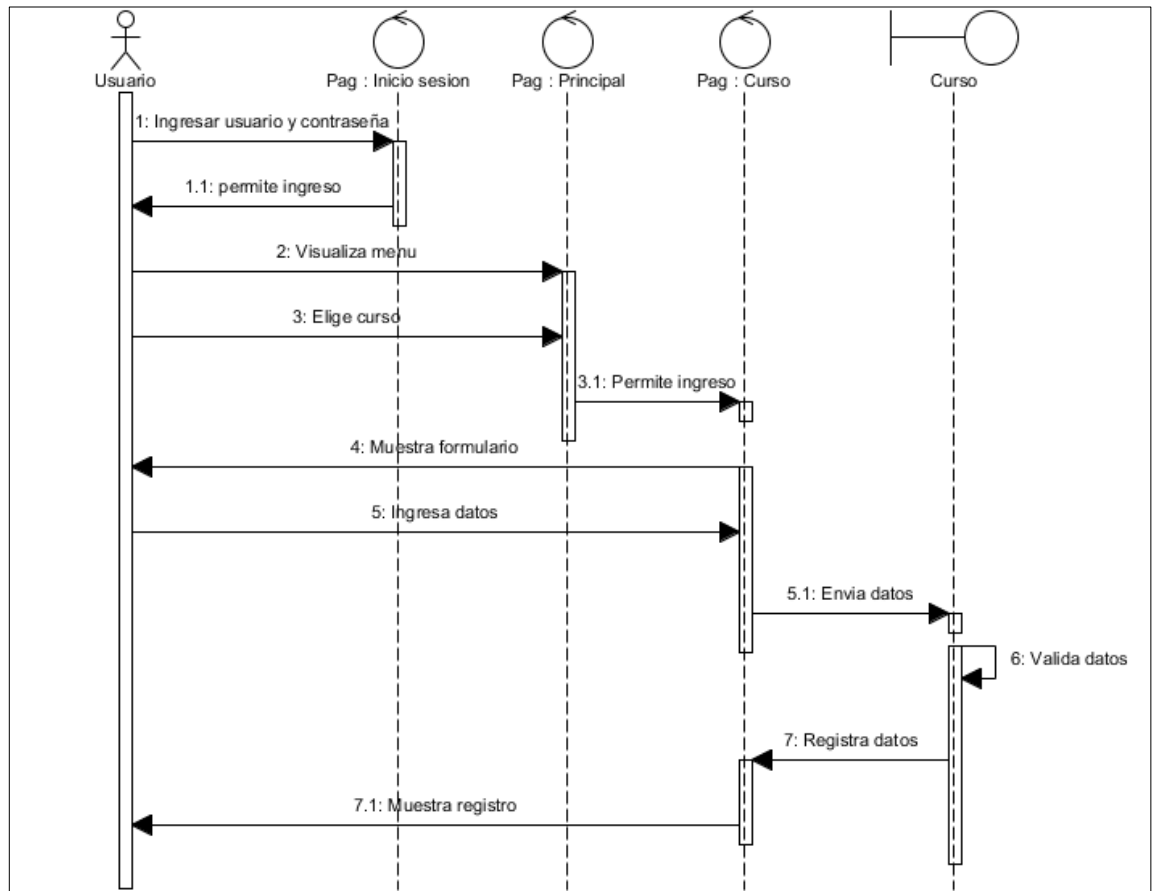 Usuario
Pag : Inicio sesion
Pag : Principal
Pag : Curso
Curso
1: Ingresar usuario y contraseña
1.1: permite ingreso
2: Visualiza menu
3: Elige curso
3.1: Permite ingreso
4: Muestra formulario
5: Ingresa datos
5.1: Envia datos
6: Valida datos
7: Registra datos
7.1: Muestra registro